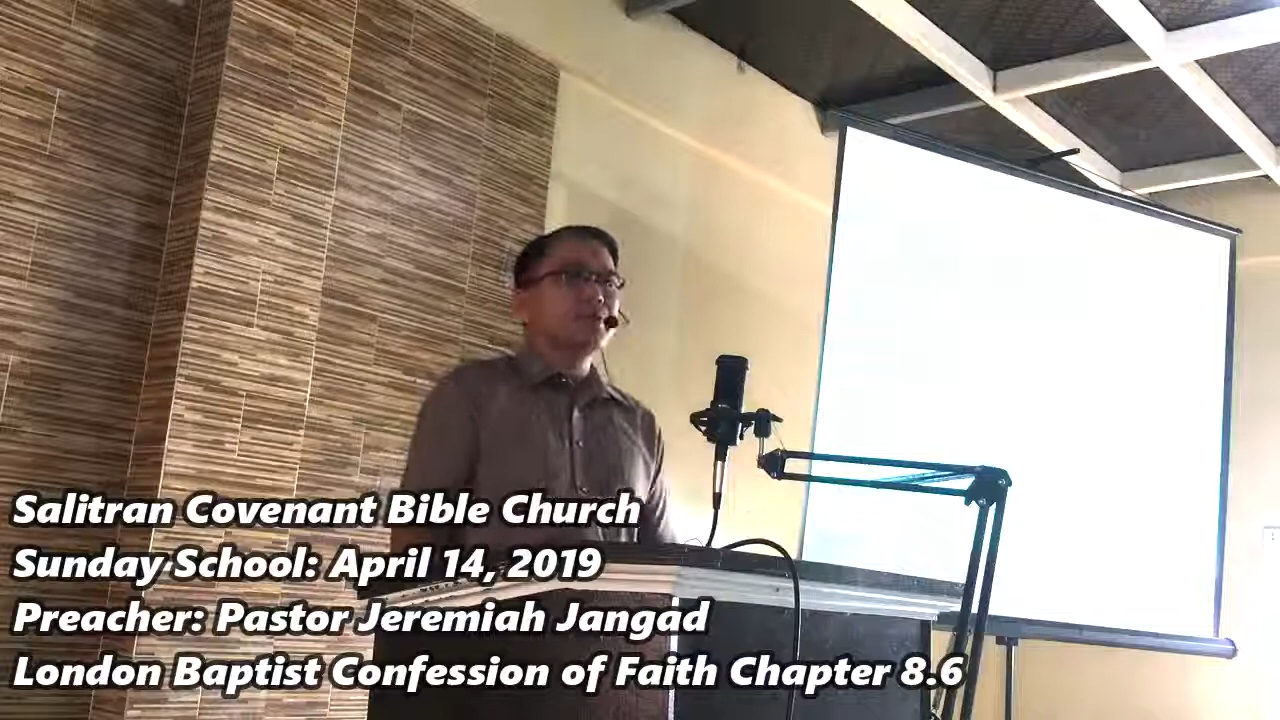 Salitran Covenant Bible Church
Sunday School: April 14, 2019
Preacher: Pastor Jeremiah Jangad
London Baptist Confession of Faith Chapter 8.6